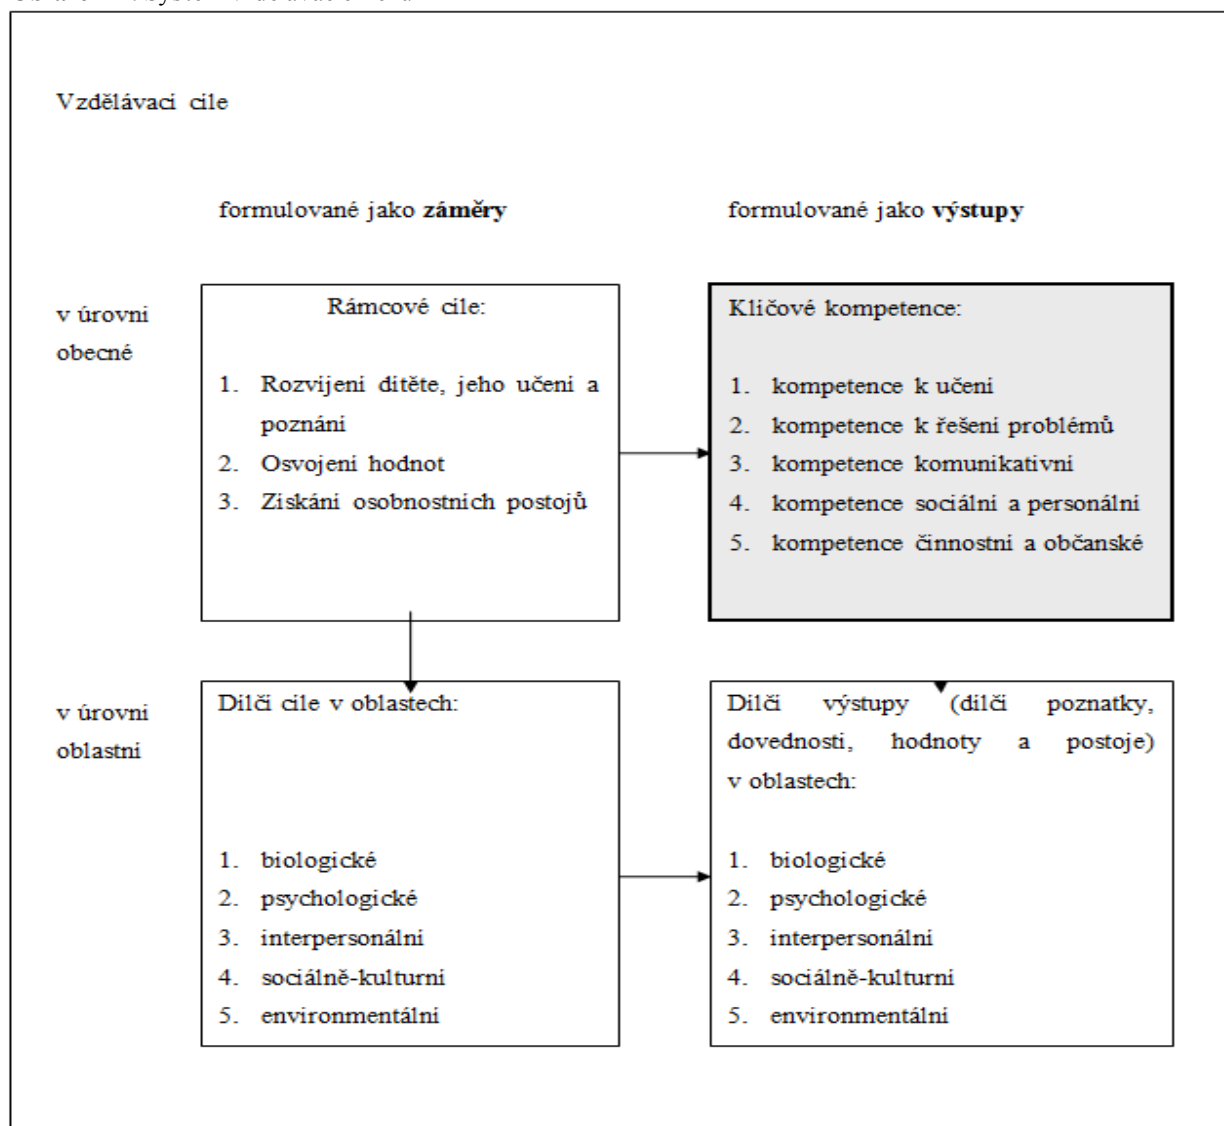 Vzdělávací cíle
formulované jako záměry
formulované jako výstupy
v úrovni
obecné
Rámcové cíle:
1. Rozvíjení dítěte, jeho učení a
poznání
2. Osvojení hodnot
3. Získání osobnostních postojů
Klíčové kompetence:
1. kompetence k učení
2. kompetence k řešení problémů
3. kompetence komunikativní
4. kompetence sociální a personální
5. kompetence činnostní a občanské
v úrovni
oblastní
Dílčí cíle v oblastech:
1. biologické
2. psychologické
3. interpersonální
4. sociálně-kulturní
5. environmentální
Dílčí výstupy (dílčí poznatky,
dovednosti, hodnoty a postoje)
v oblastech:
1. biologické
2. psychologické
3. interpersonální
4. sociálně-kulturní
5. environmentální